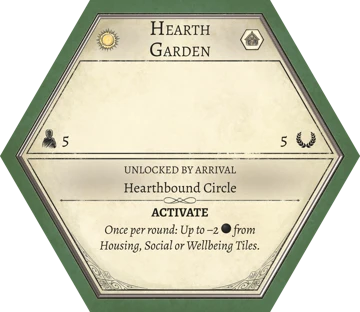 HEARTH
GARDEN
5 5
UNLOCKED BY ARRIVAL
Hearthbound Circle
ACTIVATE
Once per round: Up to –2 from
Housing, Social or Wellbeing Tiles.